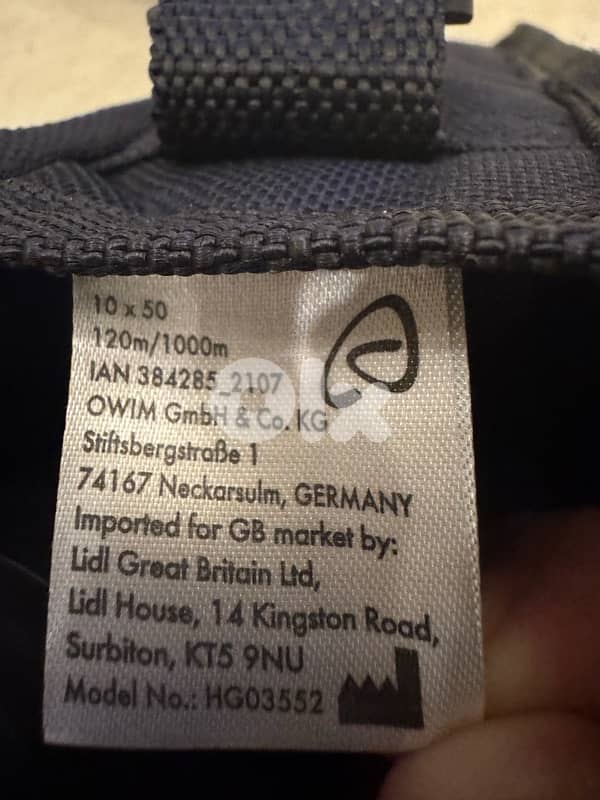 10 x 50
120m/1000m
IAN 384285_2107
OWIM GmbH & Co. KG
Stiftsbergstraße 1
74167 Neckarsulm, GERMANY
Imported for GB market by:
Lidl Great Britain Ltd,
Lidl House, 14 Kingston Road,
Surbiton, KT5 9NU
Model No.: HG03552
olx